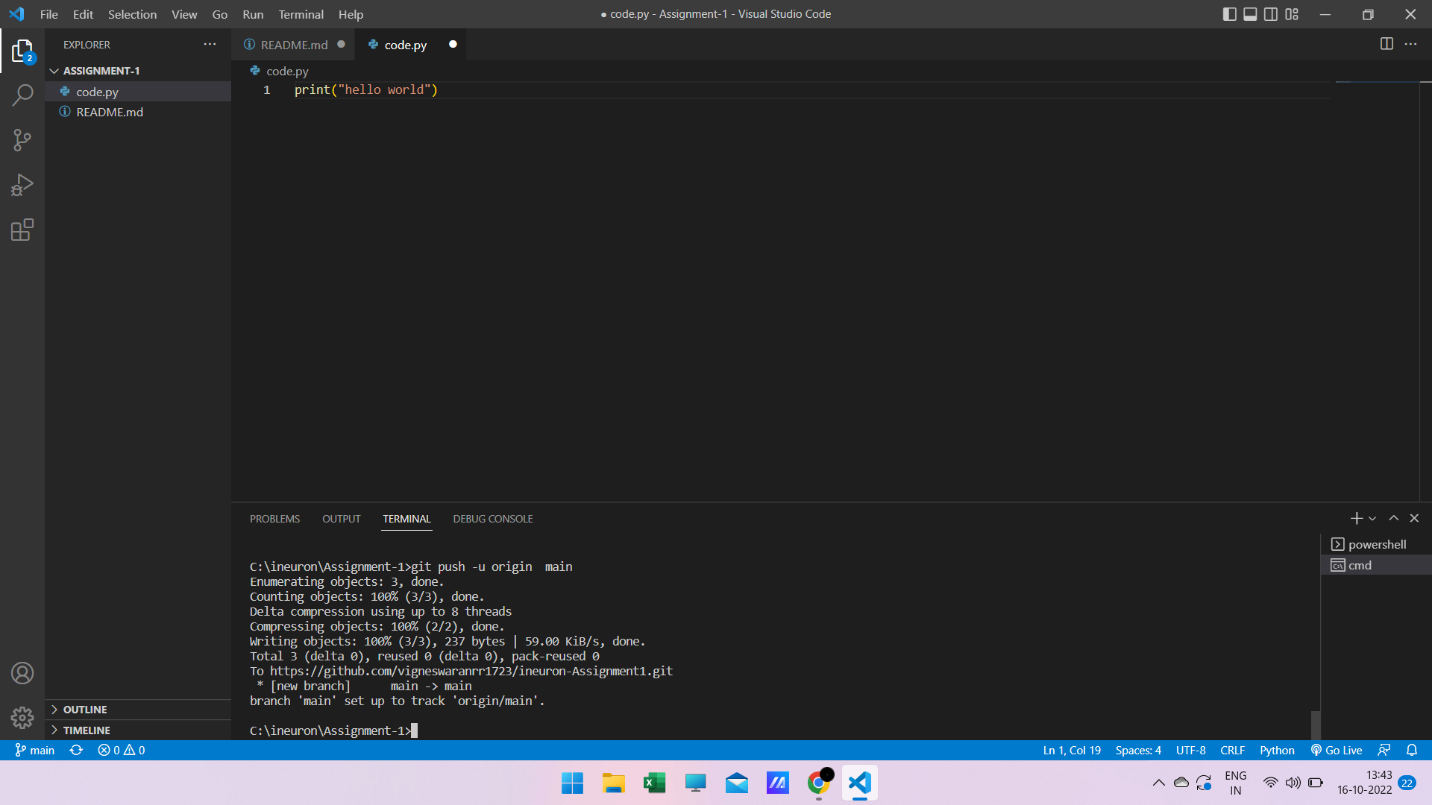 File Edit Selection View Go Run Terminal Help
● code.py - Assignment-1 - Visual Studio Code
2
EXPLORER
ASSIGNMENT-1
code.py
README.md
OUTLINE
TIMELINE
README.md
code.py
code.py
1 print("hello world")
PROBLEMS OUTPUT TERMINAL DEBUG CONSOLE
C:\ineuron\Assignment-1>git push -u origin  main
Enumerating objects: 3, done.
Counting objects: 100% (3/3), done.
Delta compression using up to 8 threads
Compressing objects: 100% (2/2), done.
Writing objects: 100% (3/3), 237 bytes | 59.00 KiB/s, done.
Total 3 (delta 0), reused 0 (delta 0), pack-reused 0
To https://github.com/vigneswaranrr1723/ineuron-Assignment1.git
 * [new branch]      main -> main
branch 'main' set up to track 'origin/main'.
C:\ineuron\Assignment-1>
powershell
cmd
main 0 0 Ln 1, Col 19 Spaces: 4 UTF-8 CRLF Python Go Live
ENG
IN
13:43
16-10-2022
22